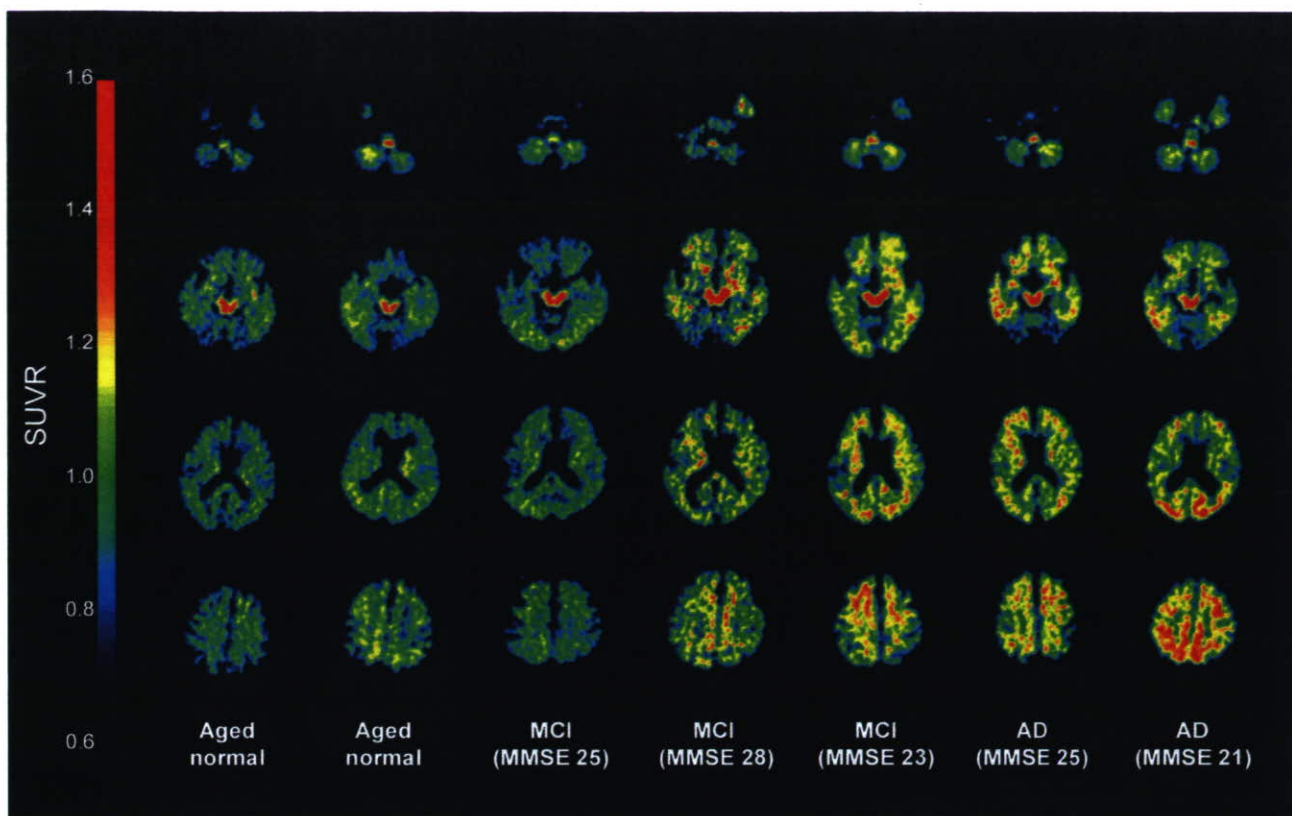 1.6
1.4
1.2
SUVR
1.0
0.8
0.6
Aged
normal
Aged
normal
MCI
(MMSE 25)
MCI
(MMSE 28)
MCI
(MMSE 23)
AD
(MMSE 25)
AD
(MMSE 21)